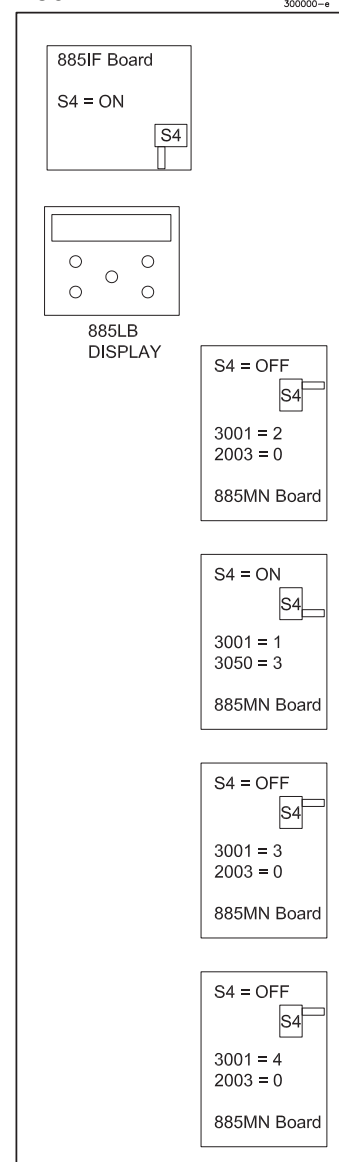 300000-e
885IF Board
S4 = ON
S4
885LB
DISPLAY
S4 = OFF
S4
3001 = 2
2003 = 0
885MN Board
S4 = ON
S4
3001 = 1
3050 = 3
885MN Board
S4 = OFF
S4
3001 = 3
2003 = 0
885MN Board
S4 = OFF
S4
3001 = 4
2003 = 0
885MN Board